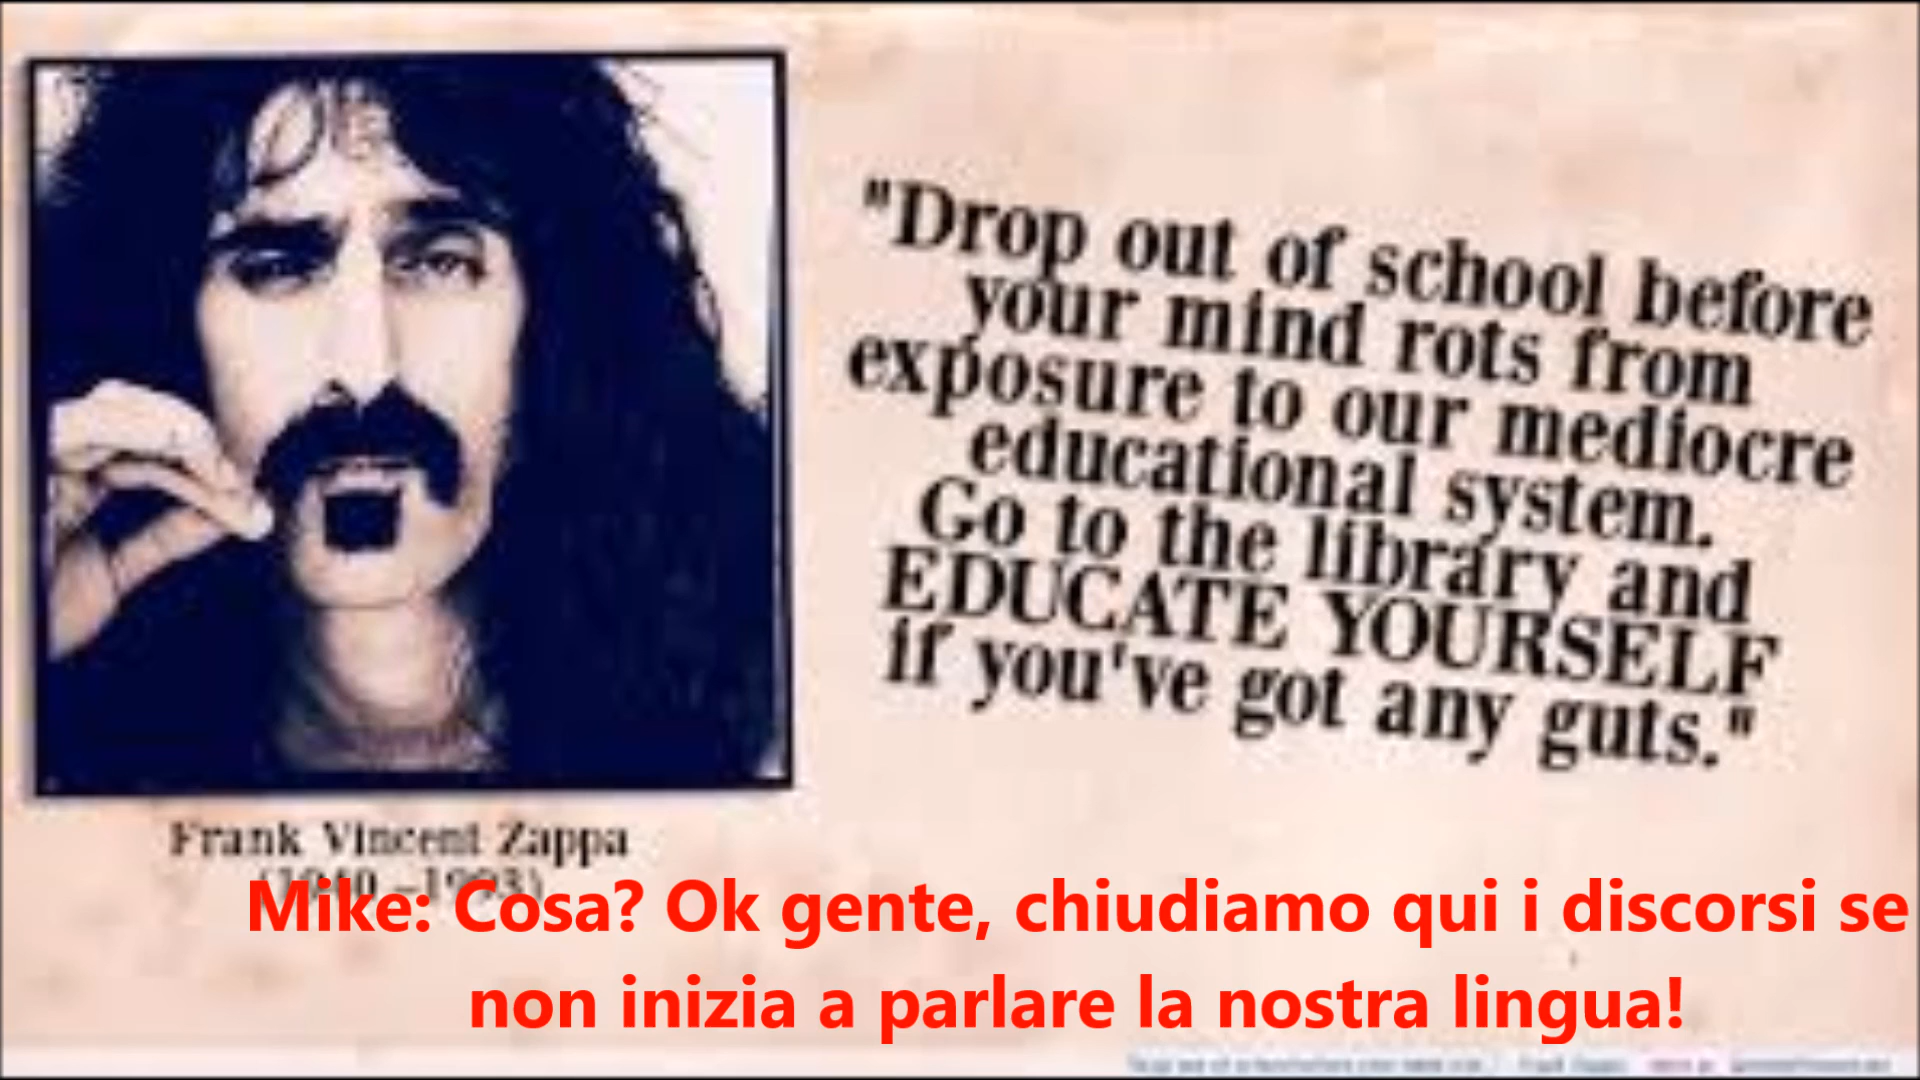 "Drop out of school before
your mind rots from
exposure to our mediocre
educational system.
Go to the library and
EDUCATE YOURSELF
if you've got any guts."
Frank Vincent Zappa
Mike: Cosa? Ok gente, chiudiamo qui i discorsi se
non inizia a parlare la nostra lingua!